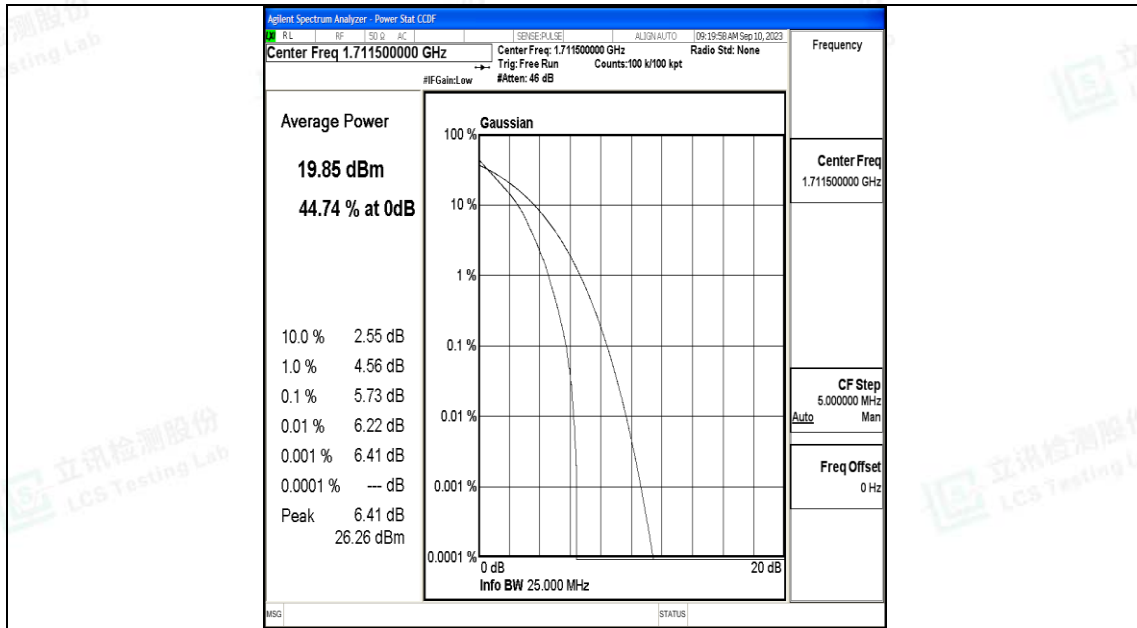 Agilent Spectrum Analyzer - Power Stat CCDF
RL RF 50 Ω AC SENSE:PULSE ALIGN AUTO 09:19:58 AM Sep 10, 2023
Center Freq 1.711500000 GHz
Center Freq: 1.711500000 GHz Radio Std: None
Trig: Free Run Counts:100 k/100 kpt
#IFGain:Low #Atten: 46 dB
Frequency
Average Power
19.85 dBm
44.74 % at 0dB
10.0 % 2.55 dB
1.0 % 4.56 dB
0.1 % 5.73 dB
0.01 % 6.22 dB
0.001 % 6.41 dB
0.0001 % --- dB
Peak 6.41 dB
26.26 dBm
Gaussian
100 %
10 %
1 %
0.1 %
0.01 %
0.001 %
0.0001 %
0 dB 20 dB
Info BW 25.000 MHz
Center Freq
1.711500000 GHz
CF Step
5.000000 MHz
Auto Man
Freq Offset
0 Hz
MSG STATUS
立讯检测股份
LCS Testing Lab
立讯检测股份
LCS Testing L